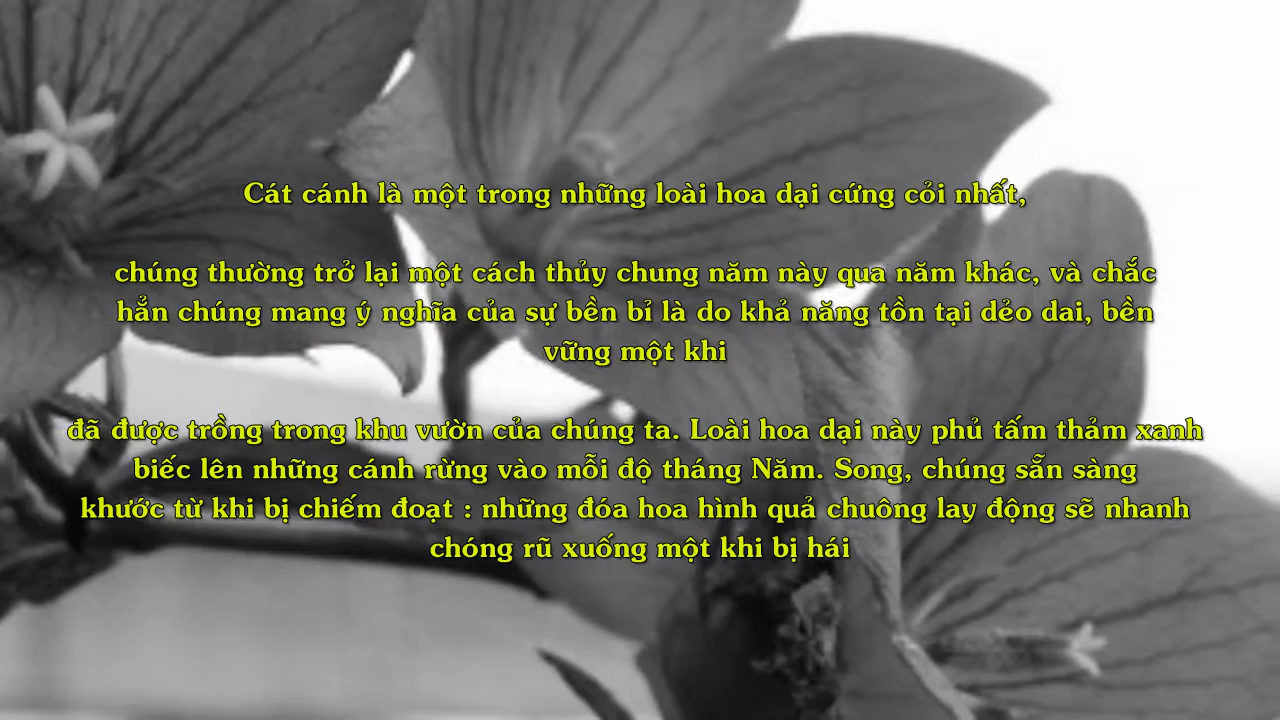 Cát cánh là một trong những loài hoa dại cứng cỏi nhất,
chúng thường trở lại một cách thủy chung năm này qua năm khác, và chắc
hẳn chúng mang ý nghĩa của sự bền bỉ là do khả năng tồn tại dẻo dai, bền
vững một khi
đã được trồng trong khu vườn của chúng ta. Loài hoa dại này phủ tấm thảm xanh
biếc lên những cánh rừng vào mỗi độ tháng Năm. Song, chúng sẵn sàng
khước từ khi bị chiếm đoạt : những đóa hoa hình quả chuông lay động sẽ nhanh
chóng rũ xuống một khi bị hái